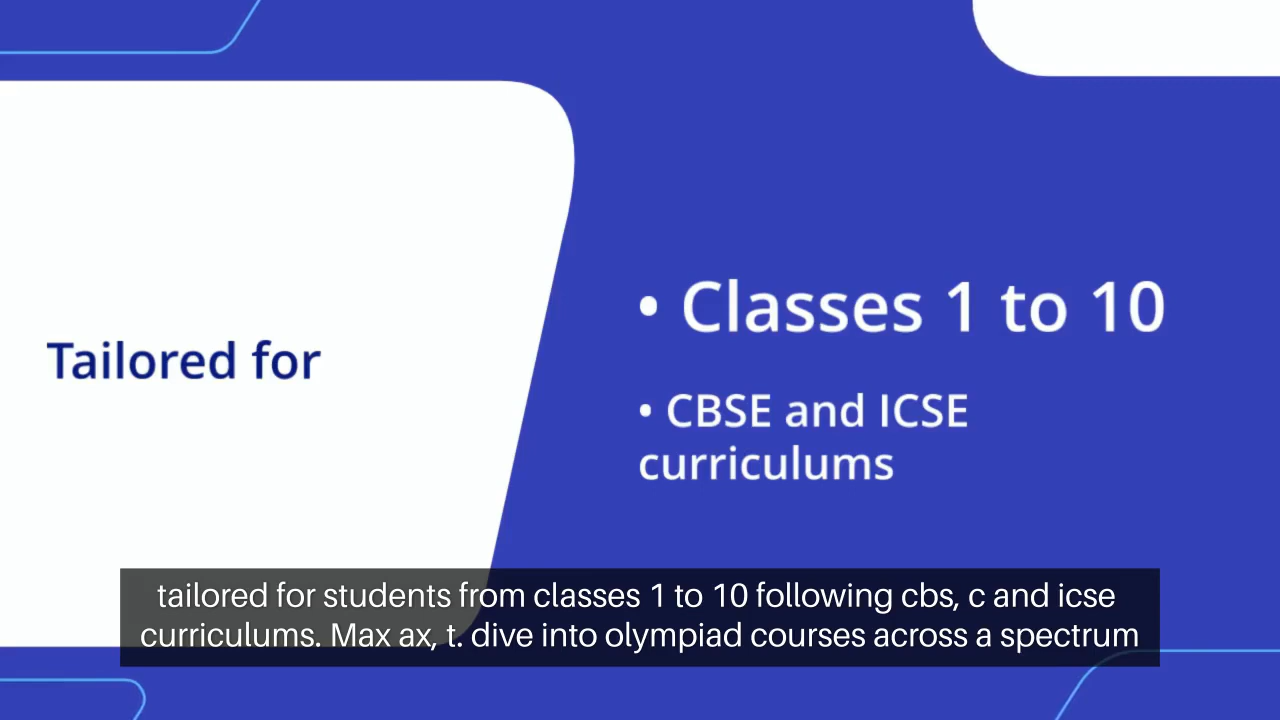 Tailored for
• Classes 1 to 10
• CBSE and ICSE
curriculums
tailored for students from classes 1 to 10 following cbs, c and icse
curriculums. Max ax, t. dive into olympiad courses across a spectrum